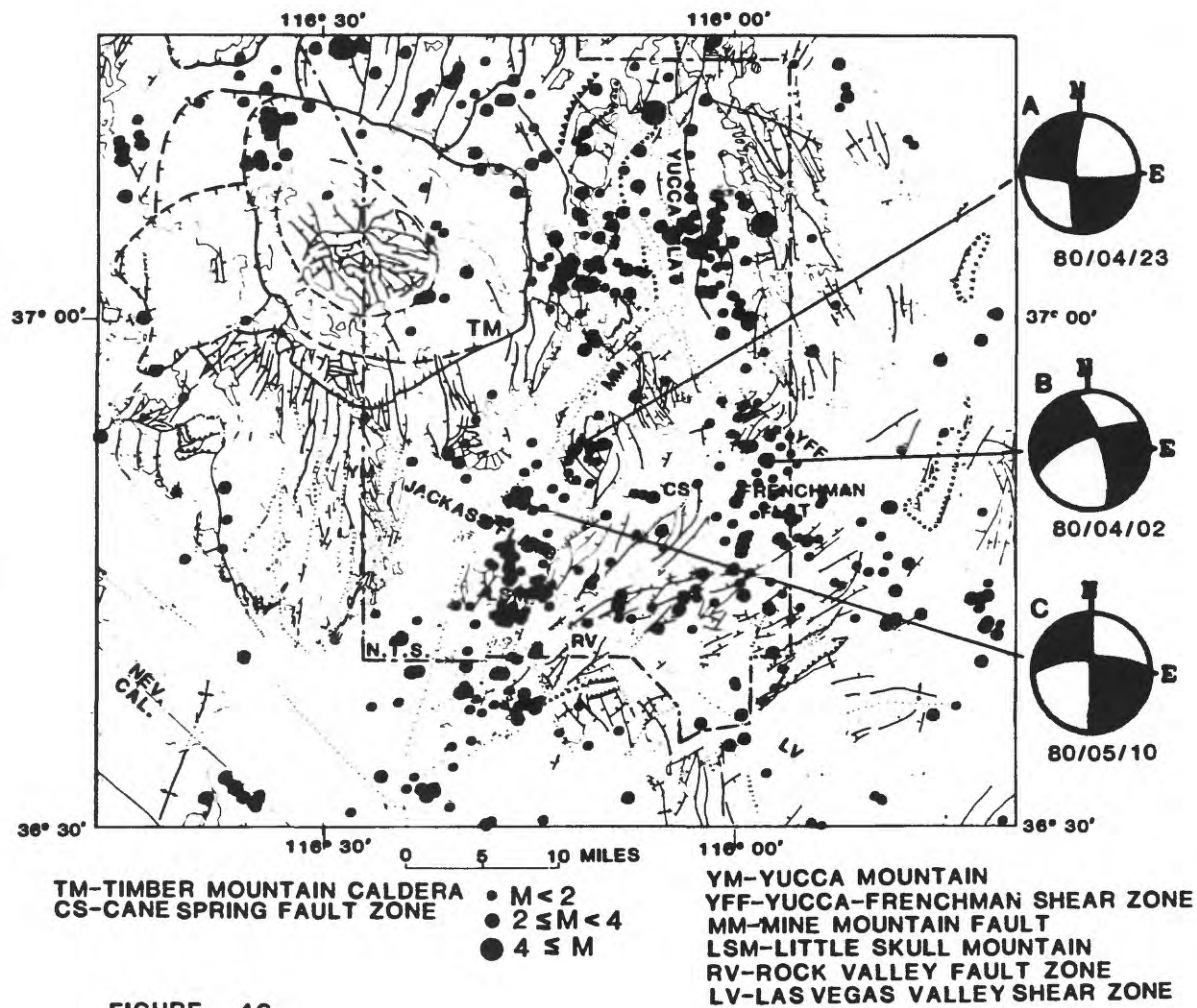 116° 30′ 116° 00′
A
N
E
80/04/23
YUCCA FLAT
37° 00′ 37° 00′
TM
MM
B
N
E
80/04/02
YFF
YM
CS
FRENCHMAN
FLAT
JACKASS F
C
N
E
80/05/10
RV
N.T.S.
NEV.
CAL.
LV
36° 30′ 36° 30′
116° 30′ 116° 00′
0 5 10 MILES
TM-TIMBER MOUNTAIN CALDERA
CS-CANE SPRING FAULT ZONE
M < 2
2 ≤ M < 4
4 ≤ M
YM-YUCCA MOUNTAIN
YFF-YUCCA-FRENCHMAN SHEAR ZONE
MM-MINE MOUNTAIN FAULT
LSM-LITTLE SKULL MOUNTAIN
RV-ROCK VALLEY FAULT ZONE
LV-LAS VEGAS VALLEY SHEAR ZONE